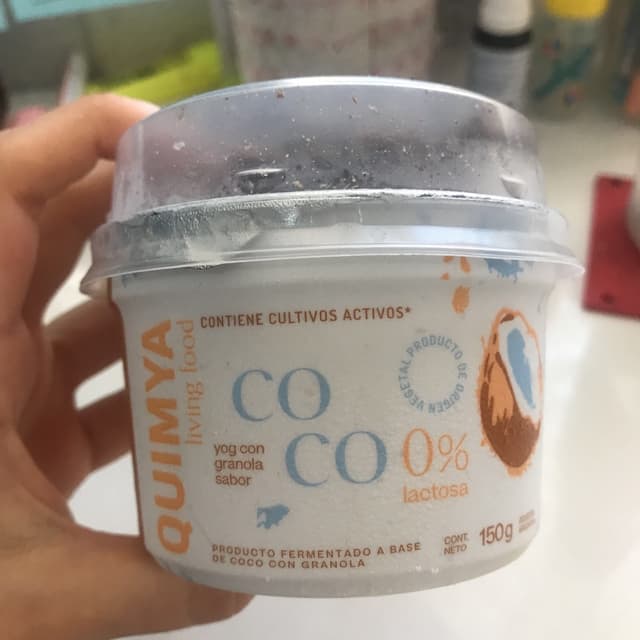 QUIMYA
living food
CONTIENE CULTIVOS ACTIVOS*
CO
CO
yog con
granola
sabor
PRODUCTO DE ORIGEN VEGETAL
0%
lactosa
PRODUCTO FERMENTADO A BASE
DE COCO CON GRANOLA
CONT.
NETO
150g